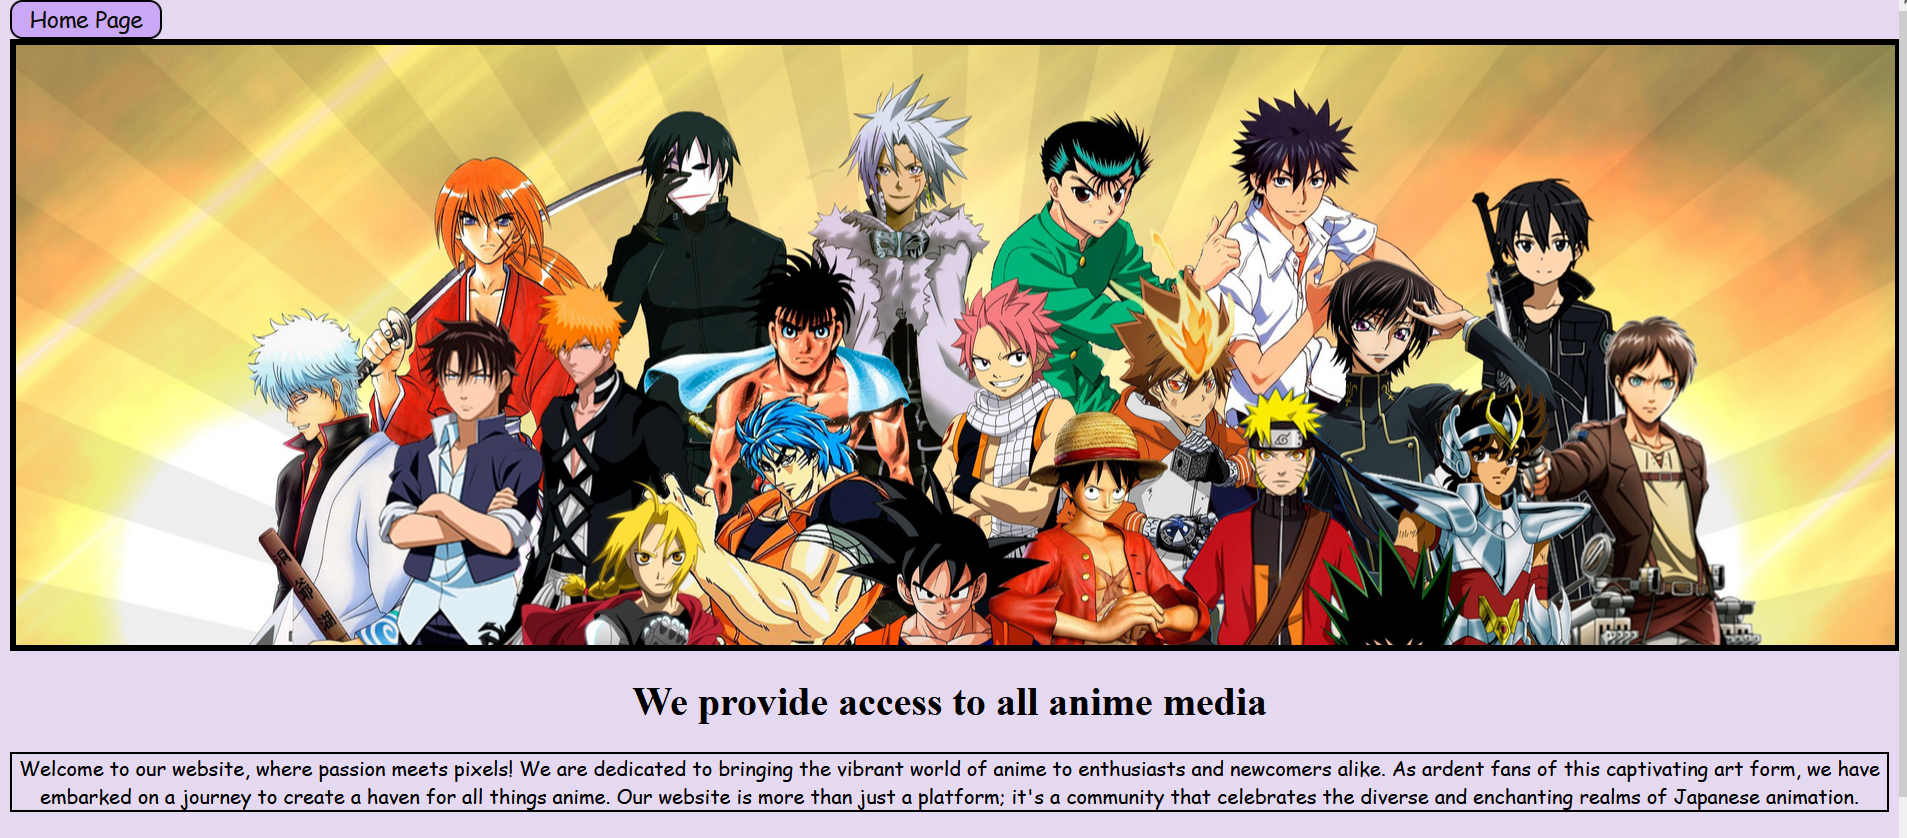 Home Page
We provide access to all anime media
Welcome to our website, where passion meets pixels! We are dedicated to bringing the vibrant world of anime to enthusiasts and newcomers alike. As ardent fans of this captivating art form, we have
embarked on a journey to create a haven for all things anime. Our website is more than just a platform; it's a community that celebrates the diverse and enchanting realms of Japanese animation.